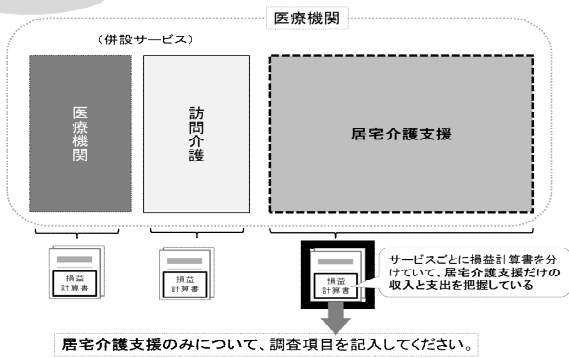 医療機関
(併設サービス)
医療機関
訪問介護
居宅介護支援
損益
計算書
損益
計算書
損益
計算書
サービスごとに損益計算書を分
けていて、居宅介護支援だけの
収入と支出を把握している
居宅介護支援のみについて、調査項目を記入してください。